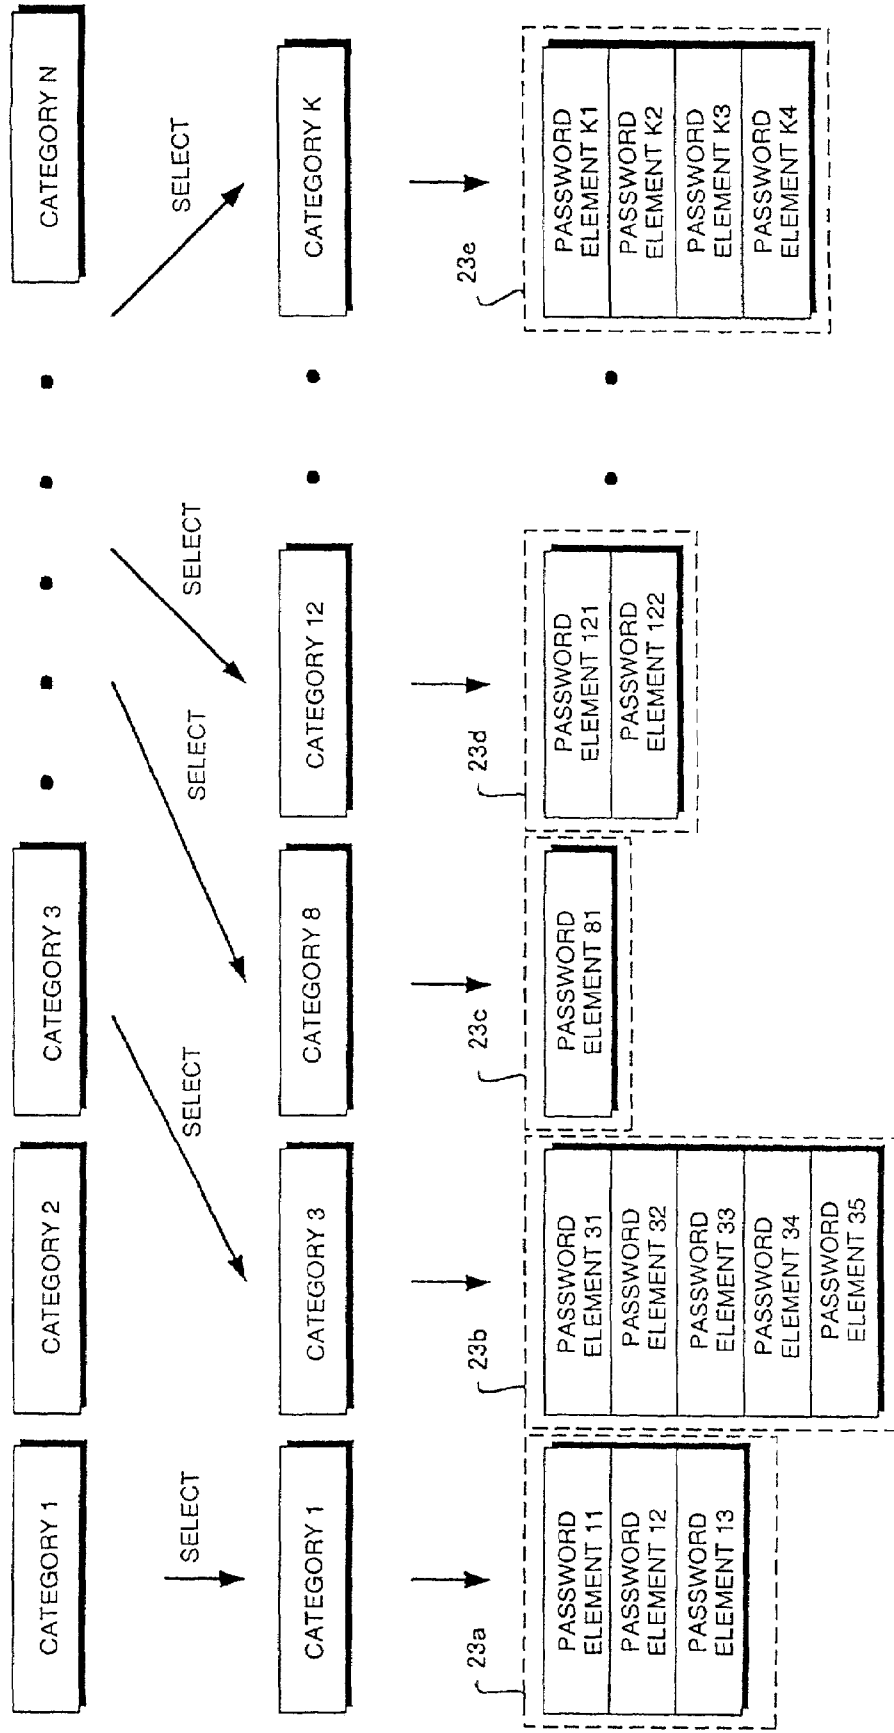 CATEGORY 1
CATEGORY 2
CATEGORY 3
CATEGORY N
SELECT
SELECT
SELECT
SELECT
SELECT
CATEGORY 1
CATEGORY 3
CATEGORY 8
CATEGORY 12
CATEGORY K
23a
23b
23c
23d
23e
PASSWORD
ELEMENT 11
PASSWORD
ELEMENT 12
PASSWORD
ELEMENT 13
PASSWORD
ELEMENT 31
PASSWORD
ELEMENT 32
PASSWORD
ELEMENT 33
PASSWORD
ELEMENT 34
PASSWORD
ELEMENT 35
PASSWORD
ELEMENT 81
PASSWORD
ELEMENT 121
PASSWORD
ELEMENT 122
PASSWORD
ELEMENT K1
PASSWORD
ELEMENT K2
PASSWORD
ELEMENT K3
PASSWORD
ELEMENT K4